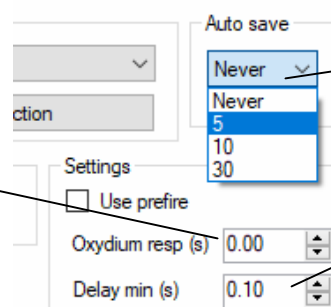 Auto save
Never
ction
Never
5
10
30
Settings
Use prefire
Oxydium resp (s) 0.00
Delay min (s) 0.10